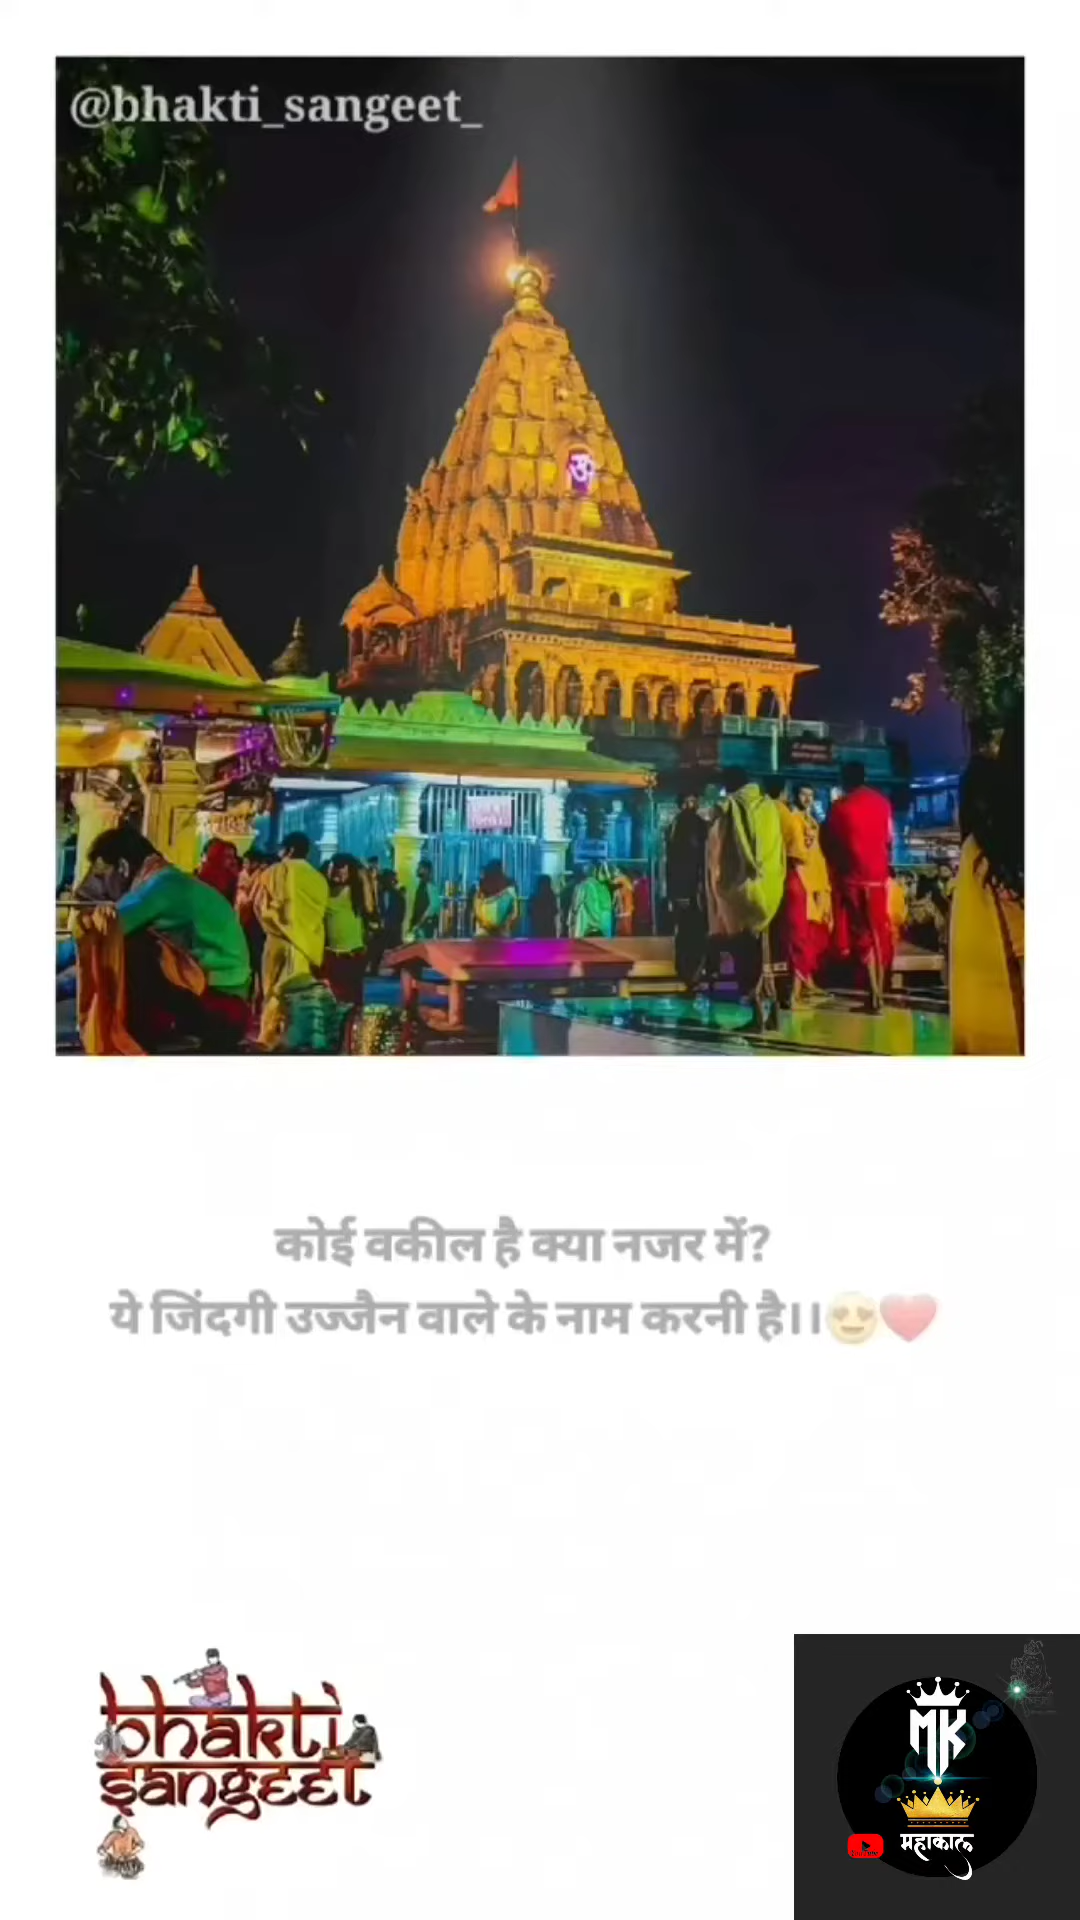 @bhakti_sangeet_
ॐ
कोई वकील है क्या नजर में?
ये जिंदगी उज्जैन वाले के नाम करनी है।।😍❤️
bhakti
sangeet
MK
महाकाल